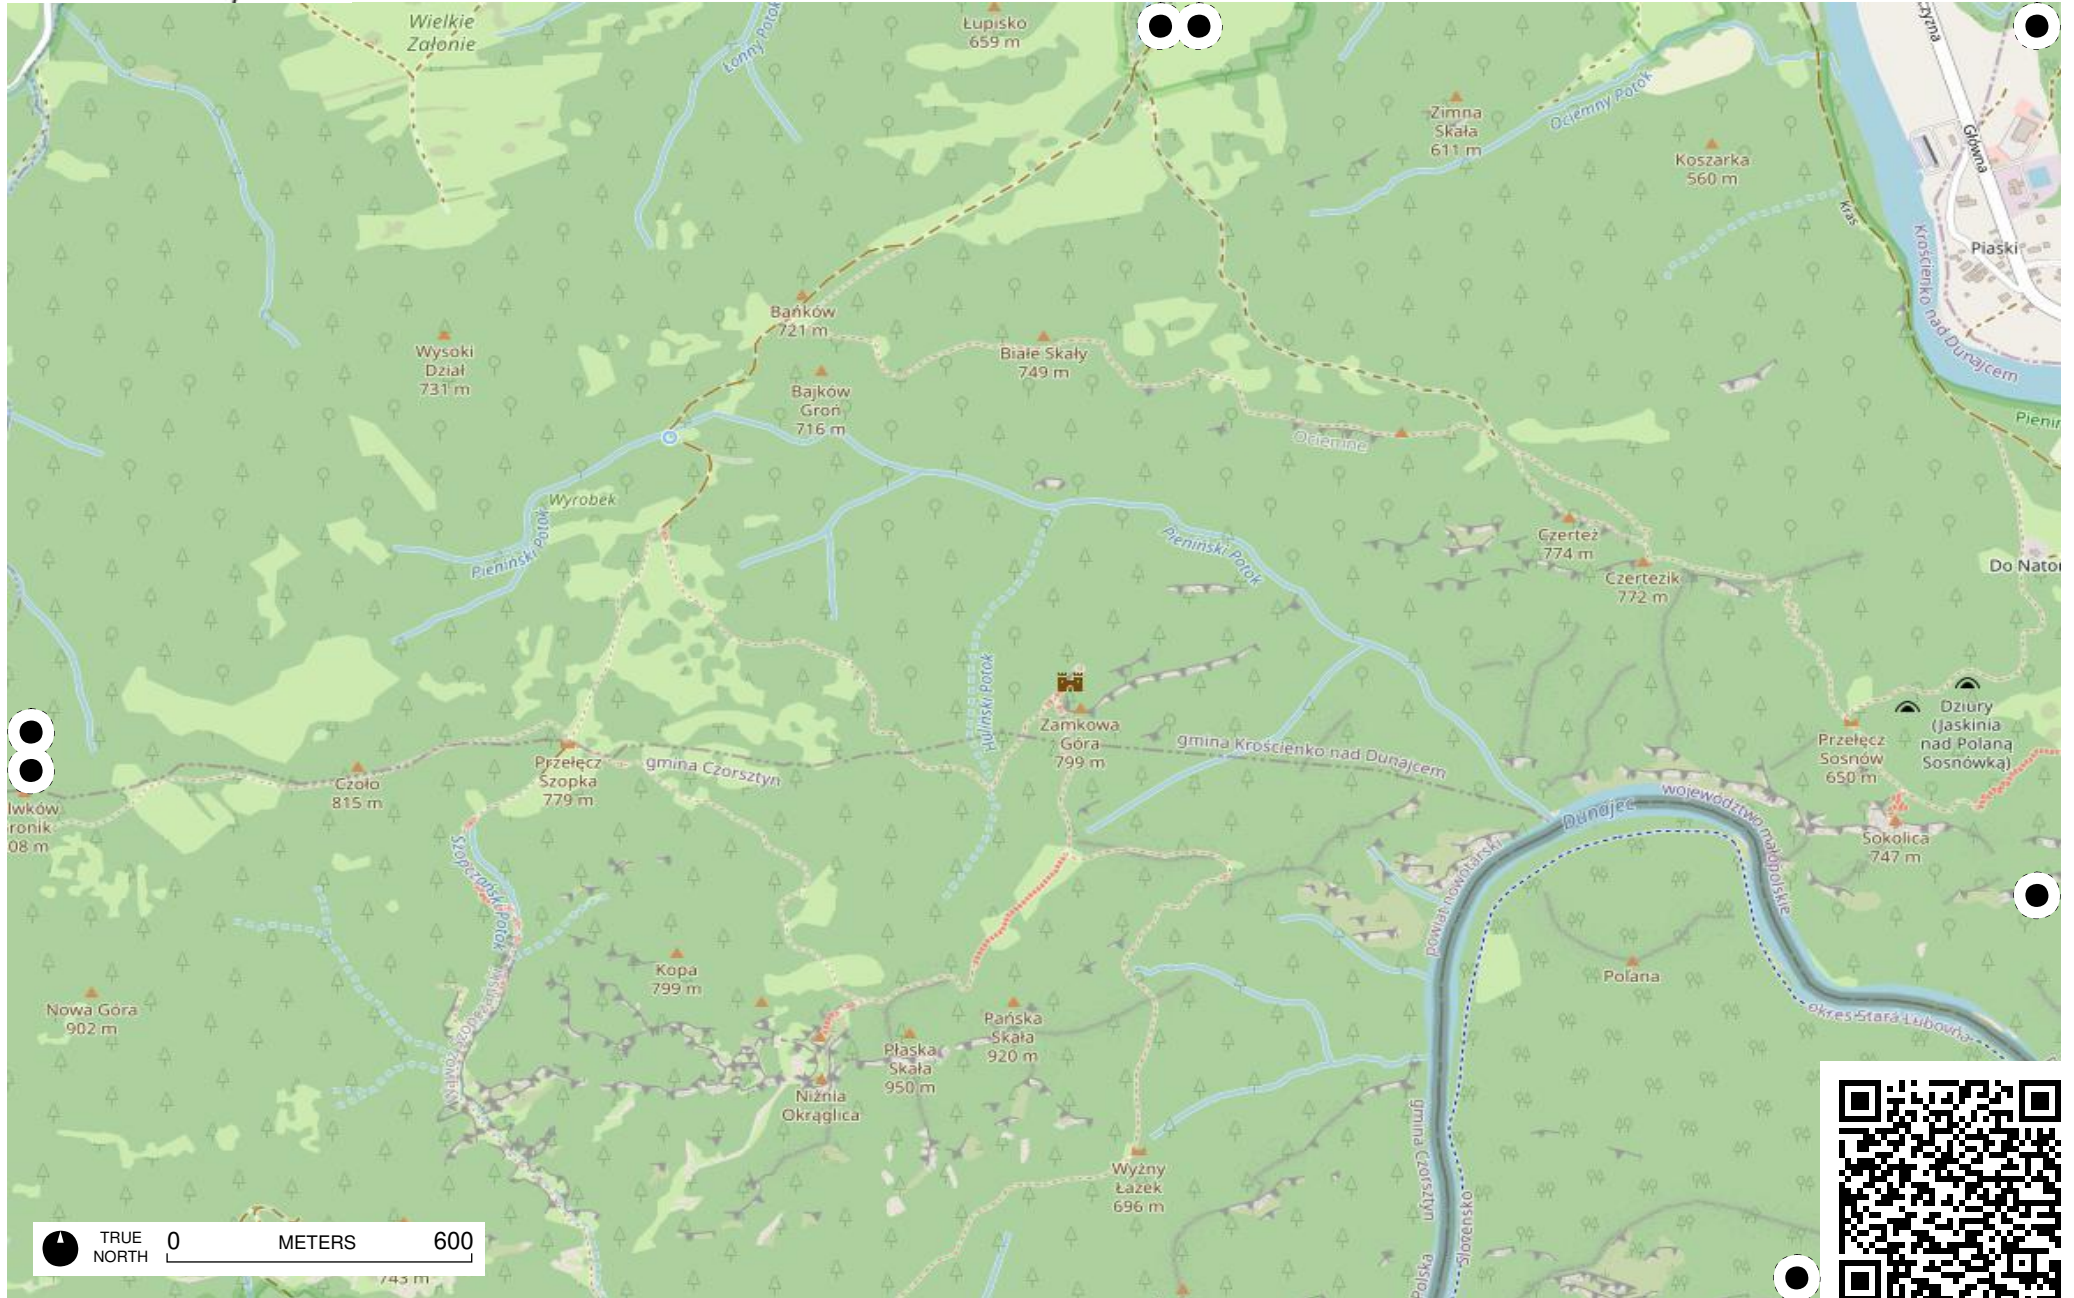 Wielkie
Załonie
Łonny Potok
Łupisko
659 m
Zimna
Skała
611 m
Ociemny Potok
Koszarka
560 m
Główna
Kras
Piaski
Krościenko nad Dunajcem
Bańków
721 m
Wysoki
Dział
731 m
Białe Skały
749 m
Bajków
Groń
716 m
Ociemne
Wyrobek
Pieniński Potok
Pieniński Potok
Czerteż
774 m
Czertezik
772 m
Huliński Potok
Zamkowa
Góra
799 m
gmina Krościenko nad Dunajcem
Dziury
(Jaskinia
nad Polaną
Sosnówką)
Przełęcz
Sosnów
650 m
Przełęcz
Szopka
779 m
gmina Czorsztyn
Czoło
815 m
Dunajec
województwo małopolskie
powiat nowotarski
Sokolica
747 m
Szopczański Potok
Kopa
799 m
Polana
Nowa Góra
902 m
Pańska
Skała
920 m
Płaska
Skała
950 m
Niżnia
Okrąglica
okres Stará Ľubovňa
Wyżny
Łazek
696 m
gmina Czorsztyn
Polska
Slovensko
TRUE
NORTH
0 METERS 600
743 m